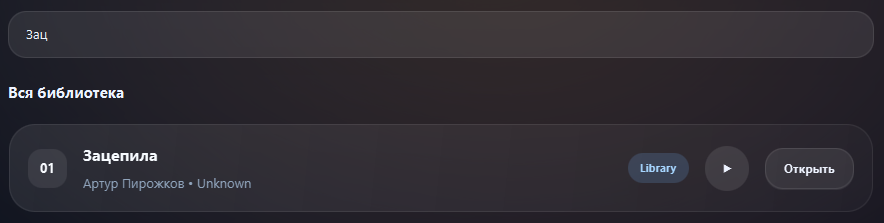 Зац
Вся библиотека
01
Зацепила
Артур Пирожков • Unknown
Library
Открыть